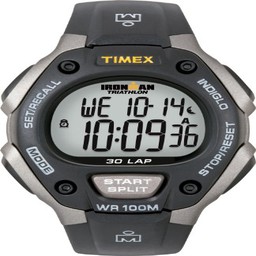 TIMEX
SET/RECALL
INDIGLO
IRONMAN
TRIATHLON
WE 10-14
10:09 36
MODE
STOP/RESET
30 LAP
START
SPLIT
WR 100M